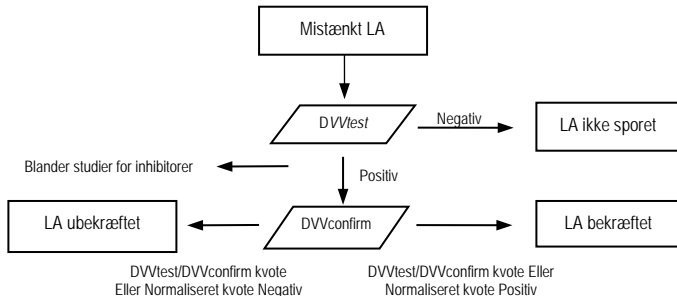 Mistænkt LA
DVVtest
Negativ
LA ikke sporet
Blander studier for inhibitorer
Positiv
LA ubekræftet
DVVconfirm
LA bekræftet
DVVtest/DVVconfirm kvote
Eller Normaliseret kvote Negativ
DVVtest/DVVconfirm kvote Eller
Normaliseret kvote Positiv